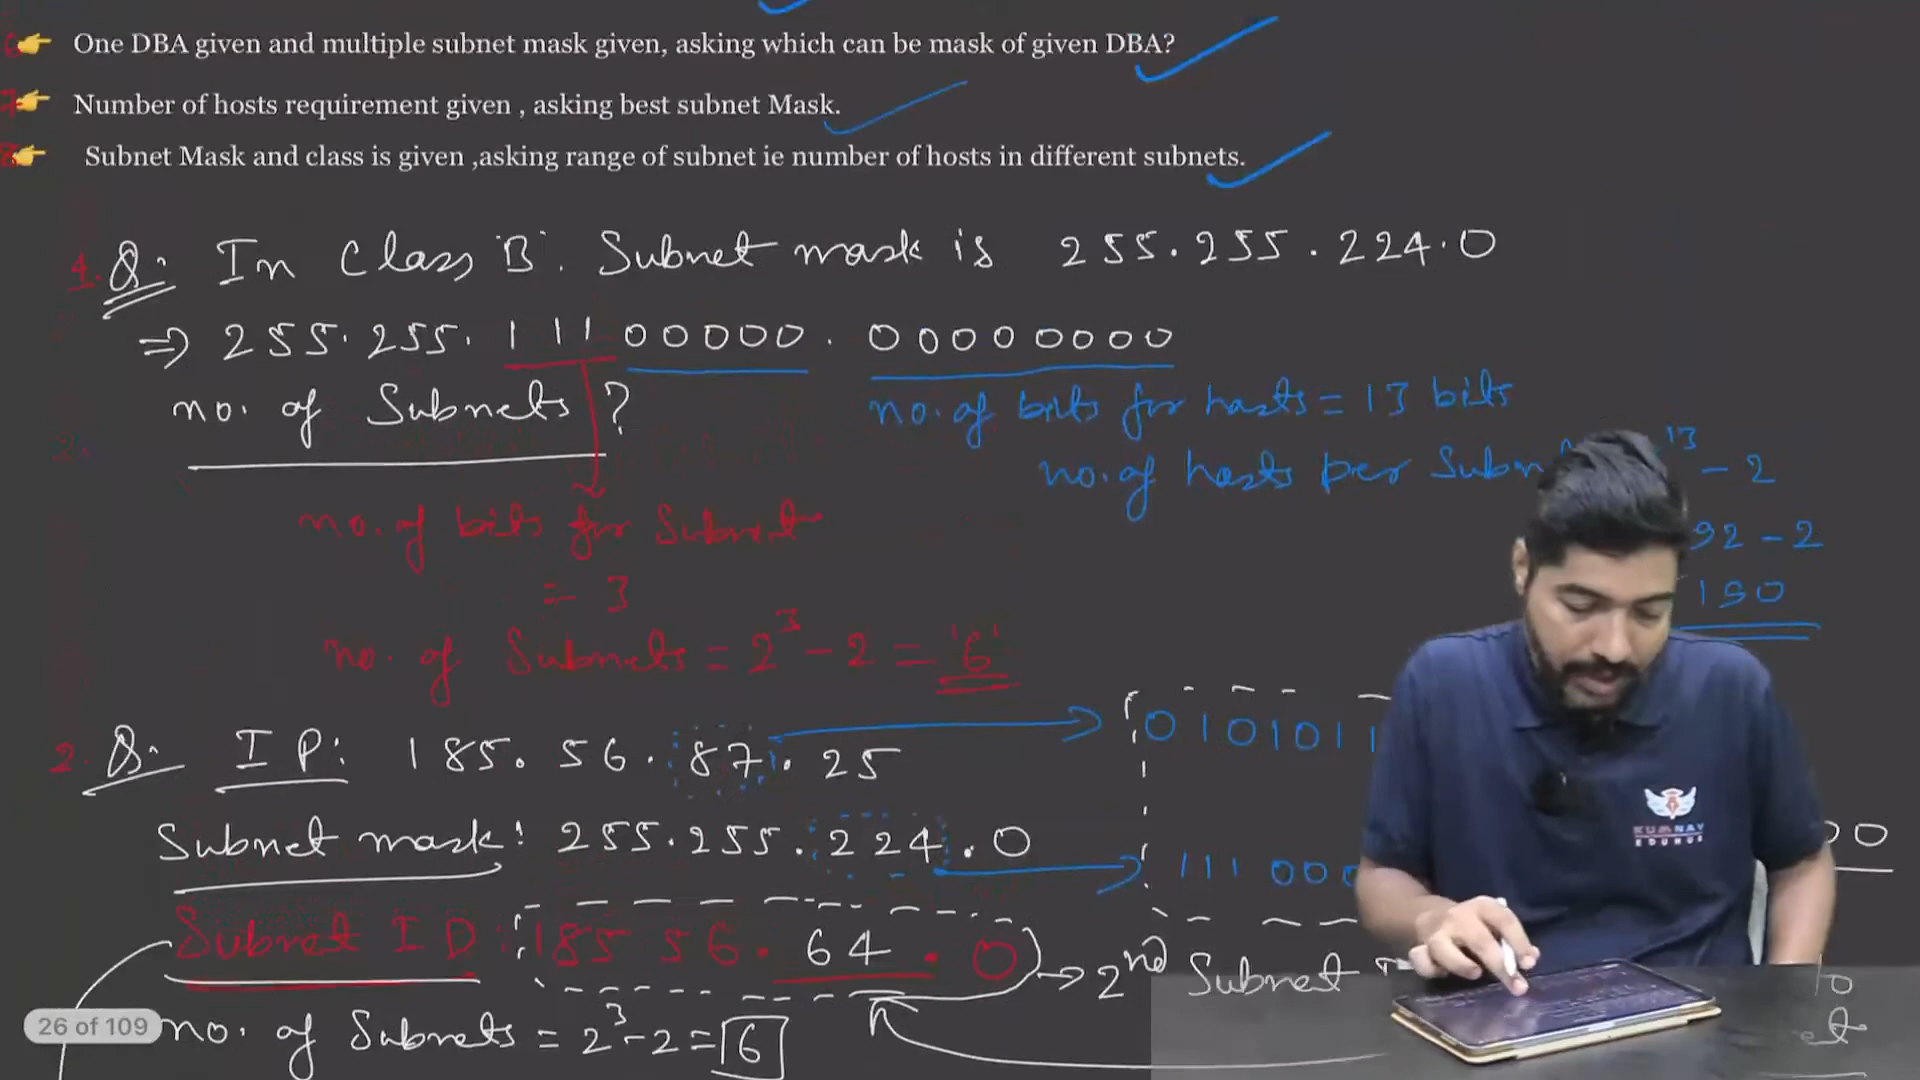 One DBA given and multiple subnet mask given, asking which can be mask of given DBA?
Number of hosts requirement given , asking best subnet Mask.
Subnet Mask and class is given ,asking range of subnet ie number of hosts in different subnets.
1. Q: In Class 'B'. Subnet mask is 255.255.224.0
⇒ 255.255.11100000.00000000
no. of Subnets ?
no. of bits for hosts = 13 bits
no. of hosts per Subn 13 - 2
92 - 2
190
no. of bits for Subnet
= 3
no. of Subnets = 2³ - 2 = '6'
2. Q: IP: 185.56.87.25 → 0101011
Subnet mask: 255.255.224.0 → 111 000
00
Subnet ID: 185 56.64.0 → 2nd Subnet
no. of Subnets = 2³-2 = 6
26 of 109
KUMNAV
EDUHUB